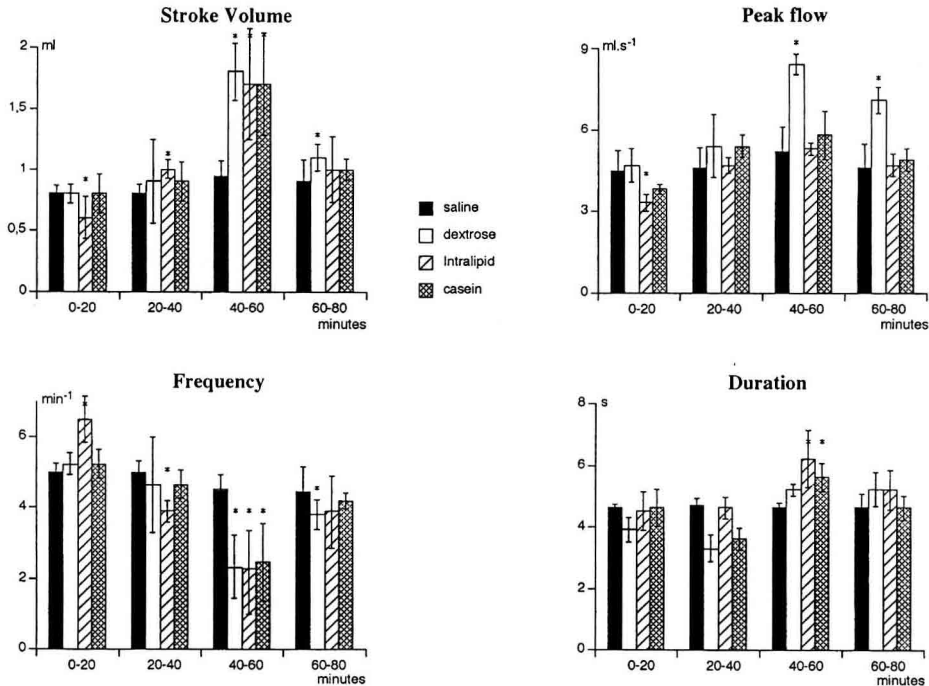 Stroke Volume
ml
2
1,5
1
0,5
0
* * * * * *
0-20 20-40 40-60 60-80
minutes
Peak flow
ml.s-1
9
6
3
0
* * *
0-20 20-40 40-60 60-80
minutes
saline
dextrose
Intralipid
casein
Frequency
min-1
6
4
2
0
* * * * * *
0-20 20-40 40-60 60-80
minutes
Duration
s
8
6
4
2
0
* *
0-20 20-40 40-60 60-80
minutes